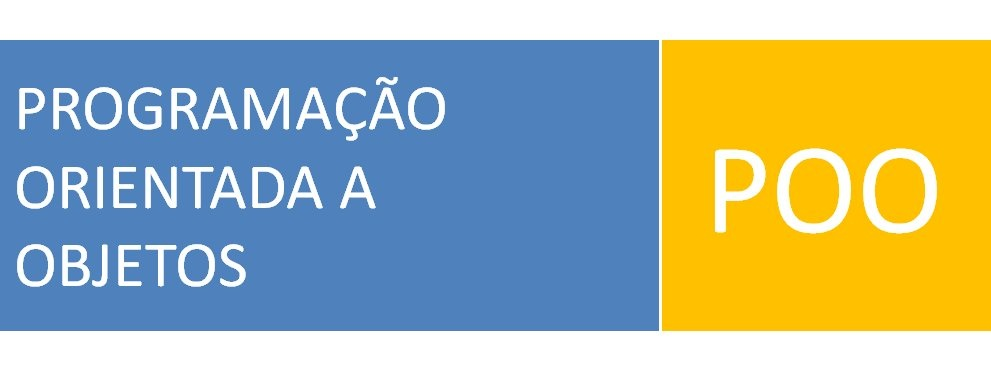 PROGRAMAÇÃO
ORIENTADA A
OBJETOS
POO